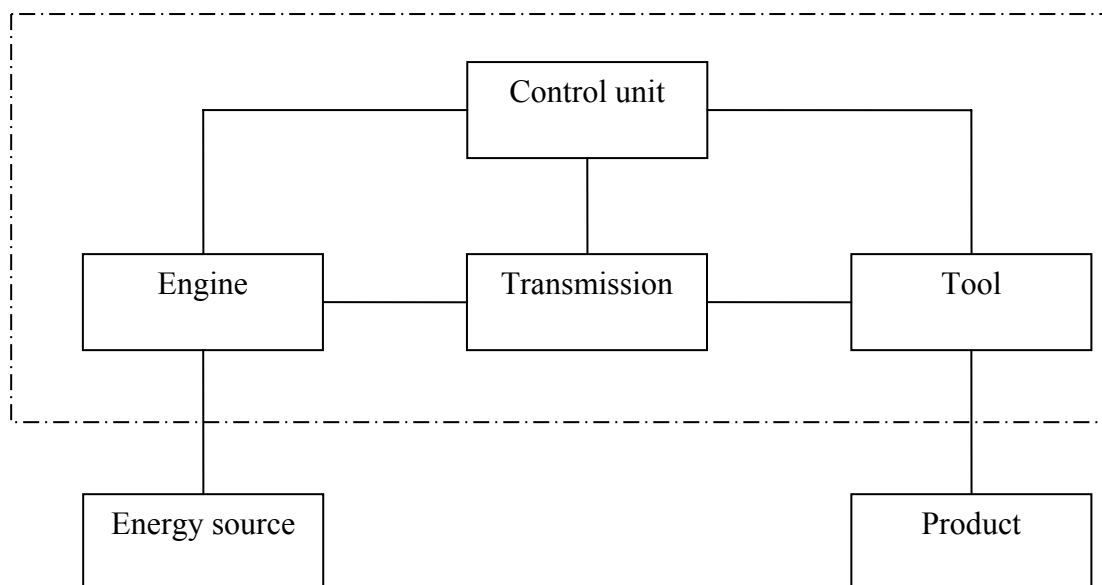 Control unit
Engine
Transmission
Tool
Energy source
Product